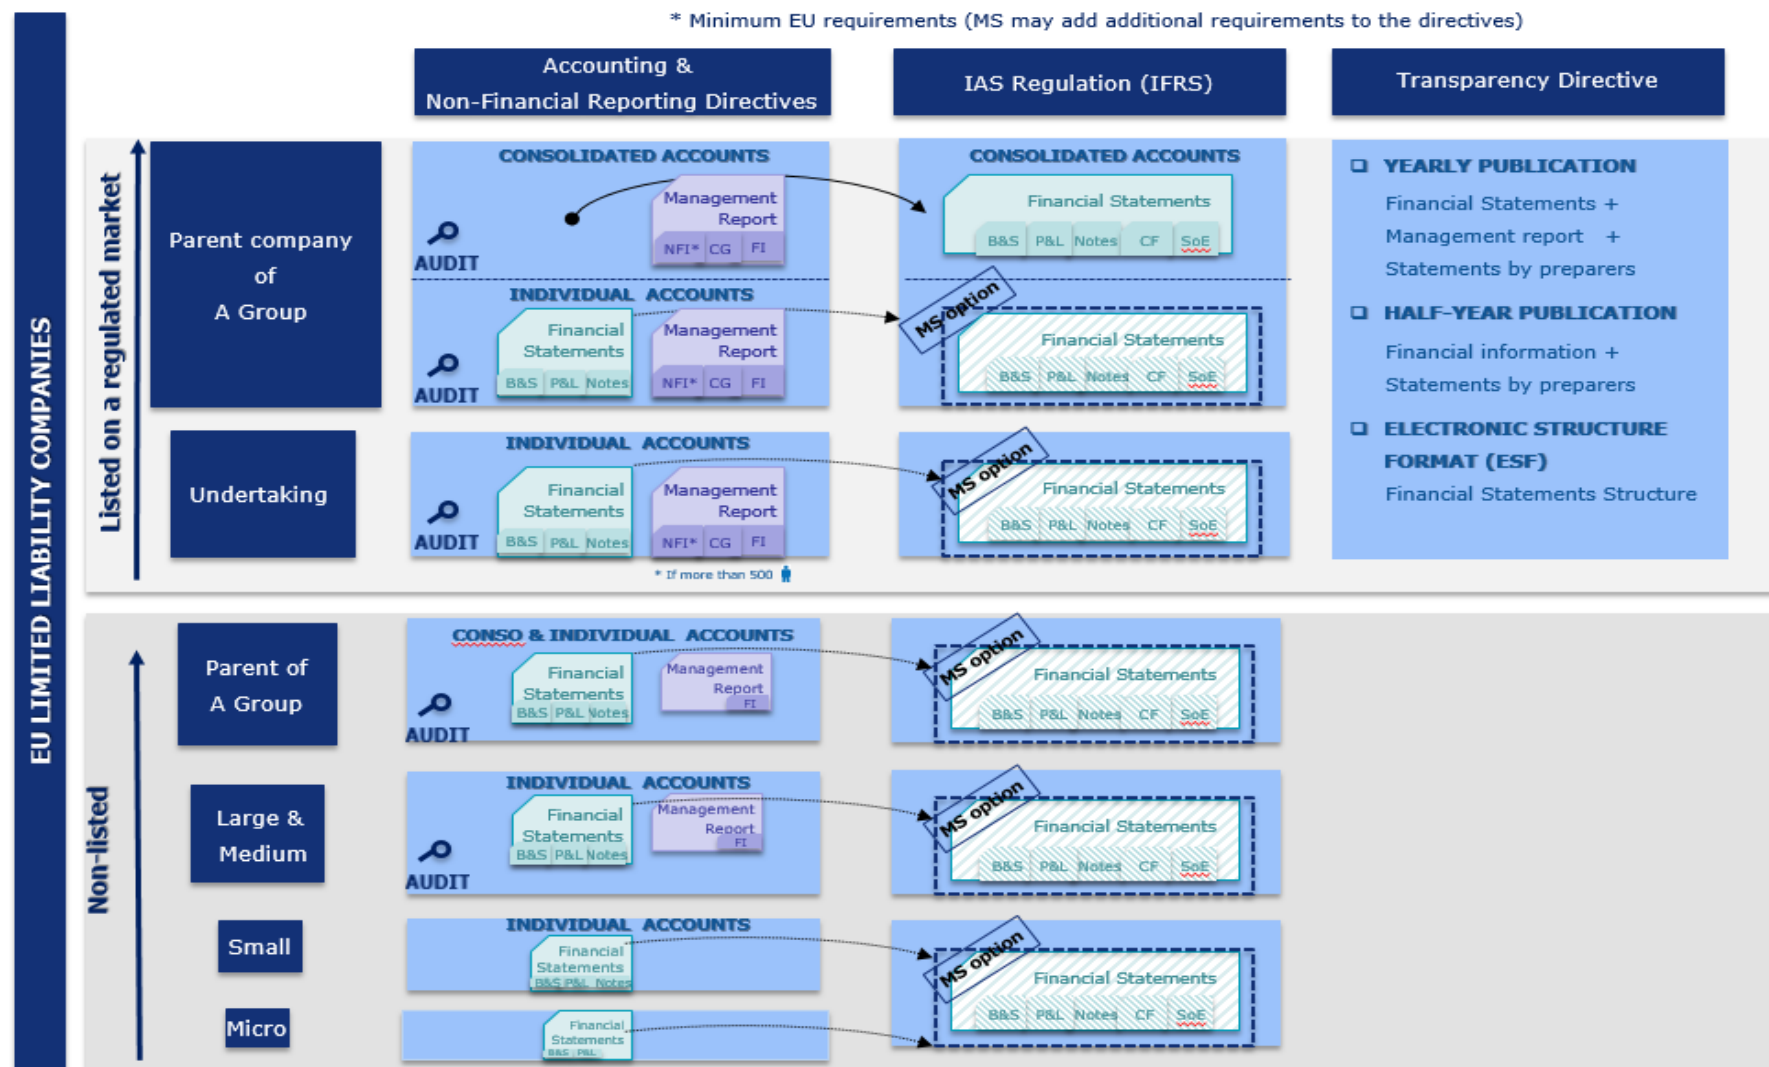 * Minimum EU requirements (MS may add additional requirements to the directives)
Accounting &
Non-Financial Reporting Directives
IAS Regulation (IFRS)
Transparency Directive
EU LIMITED LIABILITY COMPANIES
Listed on a regulated market
Parent company
of
A Group
CONSOLIDATED ACCOUNTS
Management
Report
NFI* CG FI
AUDIT
CONSOLIDATED ACCOUNTS
Financial Statements
B&S P&L Notes CF SoE
INDIVIDUAL ACCOUNTS
Financial
Statements
B&S P&L Notes
Management
Report
NFI* CG FI
AUDIT
MS option
Financial Statements
B&S P&L Notes CF SoE
Undertaking
INDIVIDUAL ACCOUNTS
Financial
Statements
B&S P&L Notes
Management
Report
NFI* CG FI
AUDIT
* If more than 500
MS option
Financial Statements
B&S P&L Notes CF SoE
❑ YEARLY PUBLICATION
Financial Statements +
Management report +
Statements by preparers
❑ HALF-YEAR PUBLICATION
Financial information +
Statements by preparers
❑ ELECTRONIC STRUCTURE
FORMAT (ESF)
Financial Statements Structure
Non-listed
Parent of
A Group
CONSO & INDIVIDUAL ACCOUNTS
Financial
Statements
B&S P&L Notes
Management
Report
FI
AUDIT
MS option
Financial Statements
B&S P&L Notes CF SoE
Large &
Medium
INDIVIDUAL ACCOUNTS
Financial
Statements
B&S P&L Notes
Management
Report
FI
AUDIT
MS option
Financial Statements
B&S P&L Notes CF SoE
Small
INDIVIDUAL ACCOUNTS
Financial
Statements
B&S P&L Notes
MS option
Financial Statements
B&S P&L Notes CF SoE
Micro
Financial
Statements
B&S P&L